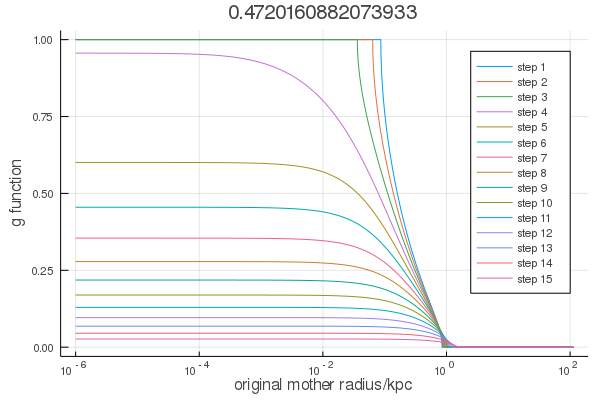 0.4720160882073933
1.00
0.75
0.50
0.25
0.00
g function
10 -6
10 -4
10 -2
10 0
10 2
original mother radius/kpc
step 1
step 2
step 3
step 4
step 5
step 6
step 7
step 8
step 9
step 10
step 11
step 12
step 13
step 14
step 15